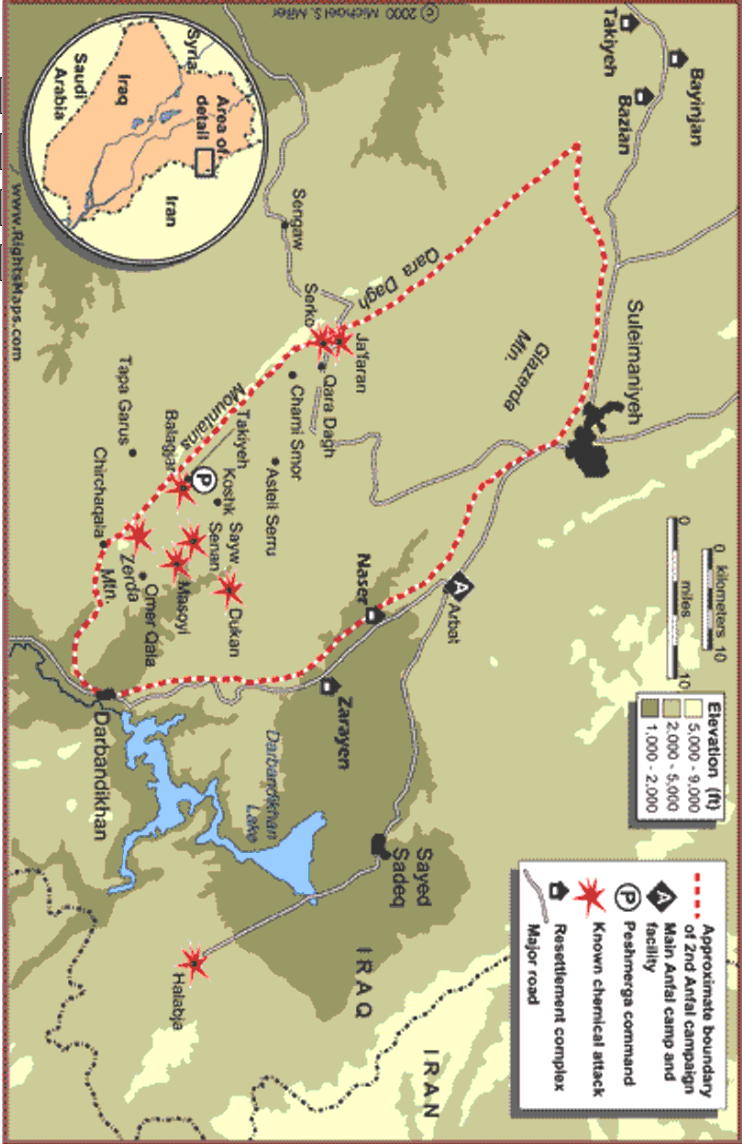 © 2000 Michael S. Miller
www.RightsMaps.com
Syria
Iraq
Saudi
Arabia
Area of
detail
Iran
Takiyeh
Bayinjan
Bazian
Suleimaniyeh
Glazerda
Mtn.
Qara Dagh
Mountains
Sengaw
Serko
Ja'faran
Qara Dagh
Chami Smor
Asteli Serru
Takiyeh
Balagjar
P
Koshk
Sayw
Senan
Tapa Garus
Chirchaqala
Mtn.
Zerda
Omer Qala
Masoyi
Dukan
Naser
A
Arbat
Zarayen
Darbandikhan
Darbandikhan
Lake
Sayed
Sadeq
Halabja
IRAQ
IRAN
0 kilometers 10
0 miles 10
Elevation (ft)
5,000 - 9,000
2,000 - 5,000
1,000 - 2,000
Approximate boundary
of 2nd Anfal campaign
A Main Anfal camp and
facility
P Peshmerga command
Known chemical attack
Resettlement complex
Major road